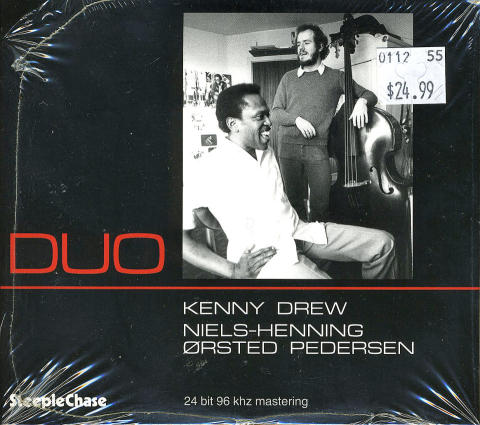 0112 55
$24.99
DUO
KENNY DREW
NIELS-HENNING
ØRSTED PEDERSEN
SteepleChase
24 bit 96 khz mastering